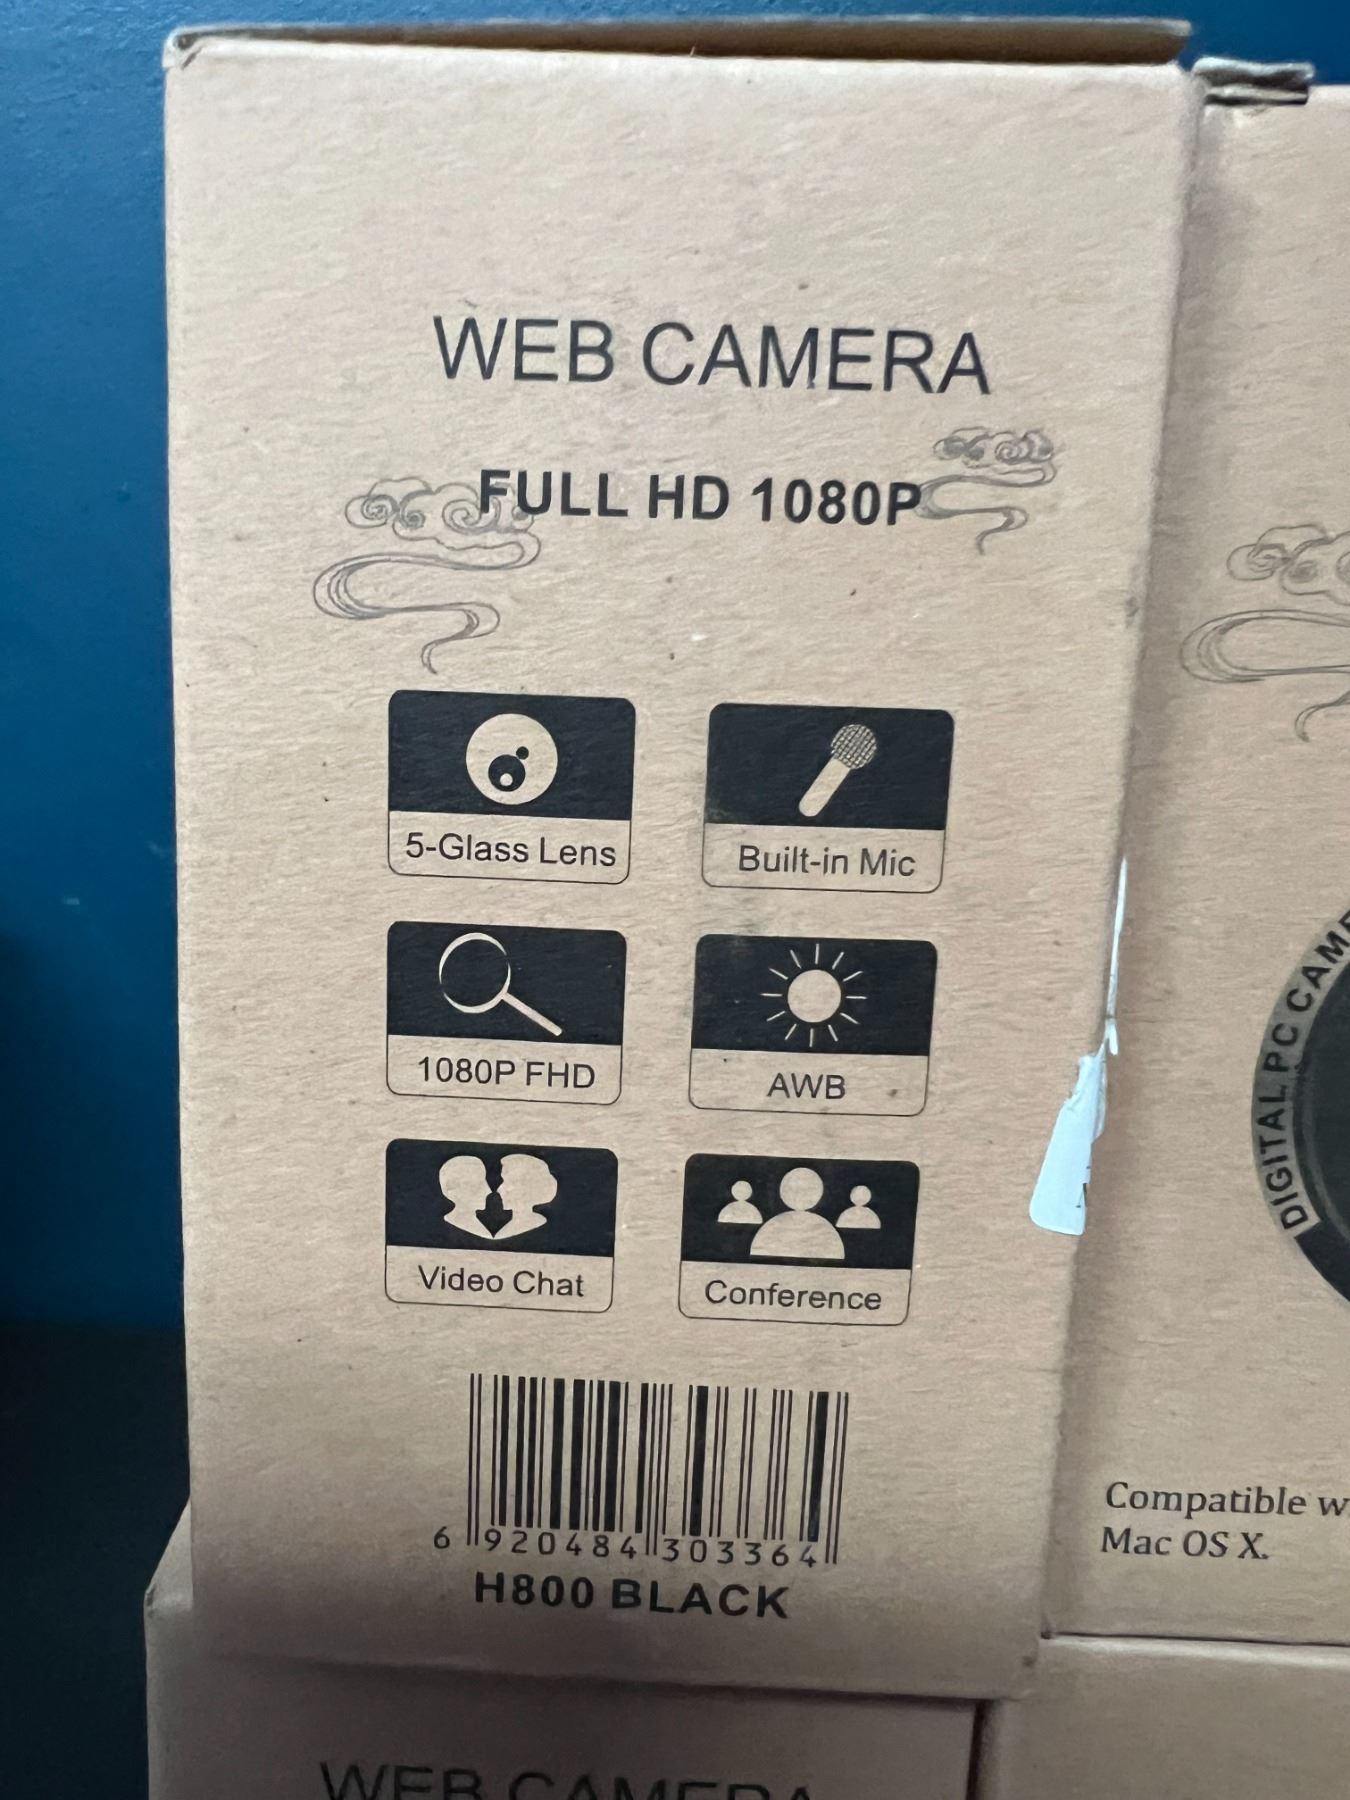 WEB CAMERA
FULL HD 1080P
5-Glass Lens
Built-in Mic
1080P FHD
AWB
Video Chat
Conference
6 920484 303364
H800 BLACK
DIGITAL PC CAME
Compatible w
Mac OS X.
WEB CAMERA